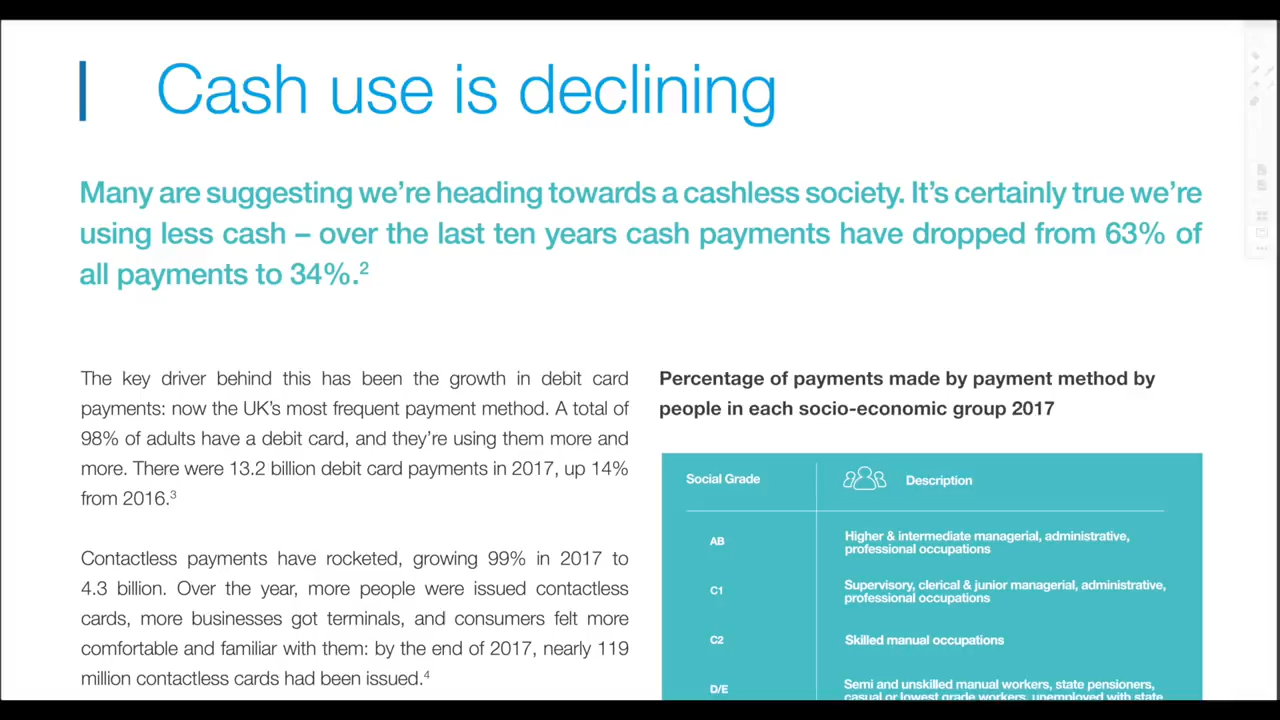 Cash use is declining
Many are suggesting we're heading towards a cashless society. It's certainly true we're
using less cash – over the last ten years cash payments have dropped from 63% of
all payments to 34%.²
The key driver behind this has been the growth in debit card
payments: now the UK's most frequent payment method. A total of
98% of adults have a debit card, and they're using them more and
more. There were 13.2 billion debit card payments in 2017, up 14%
from 2016.³
Contactless payments have rocketed, growing 99% in 2017 to
4.3 billion. Over the year, more people were issued contactless
cards, more businesses got terminals, and consumers felt more
comfortable and familiar with them: by the end of 2017, nearly 119
million contactless cards had been issued.⁴
Percentage of payments made by payment method by
people in each socio-economic group 2017
Social Grade
Description
AB
Higher & intermediate managerial, administrative,
professional occupations
C1
Supervisory, clerical & junior managerial, administrative,
professional occupations
C2
Skilled manual occupations
D/E
Semi and unskilled manual workers, state pensioners,
casual or lowest grade workers, unemployed with state